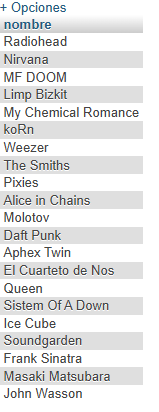 + Opciones
nombre
Radiohead
Nirvana
MF DOOM
Limp Bizkit
My Chemical Romance
koRn
Weezer
The Smiths
Pixies
Alice in Chains
Molotov
Daft Punk
Aphex Twin
El Cuarteto de Nos
Queen
Sistem Of A Down
Ice Cube
Soundgarden
Frank Sinatra
Masaki Matsubara
John Wasson